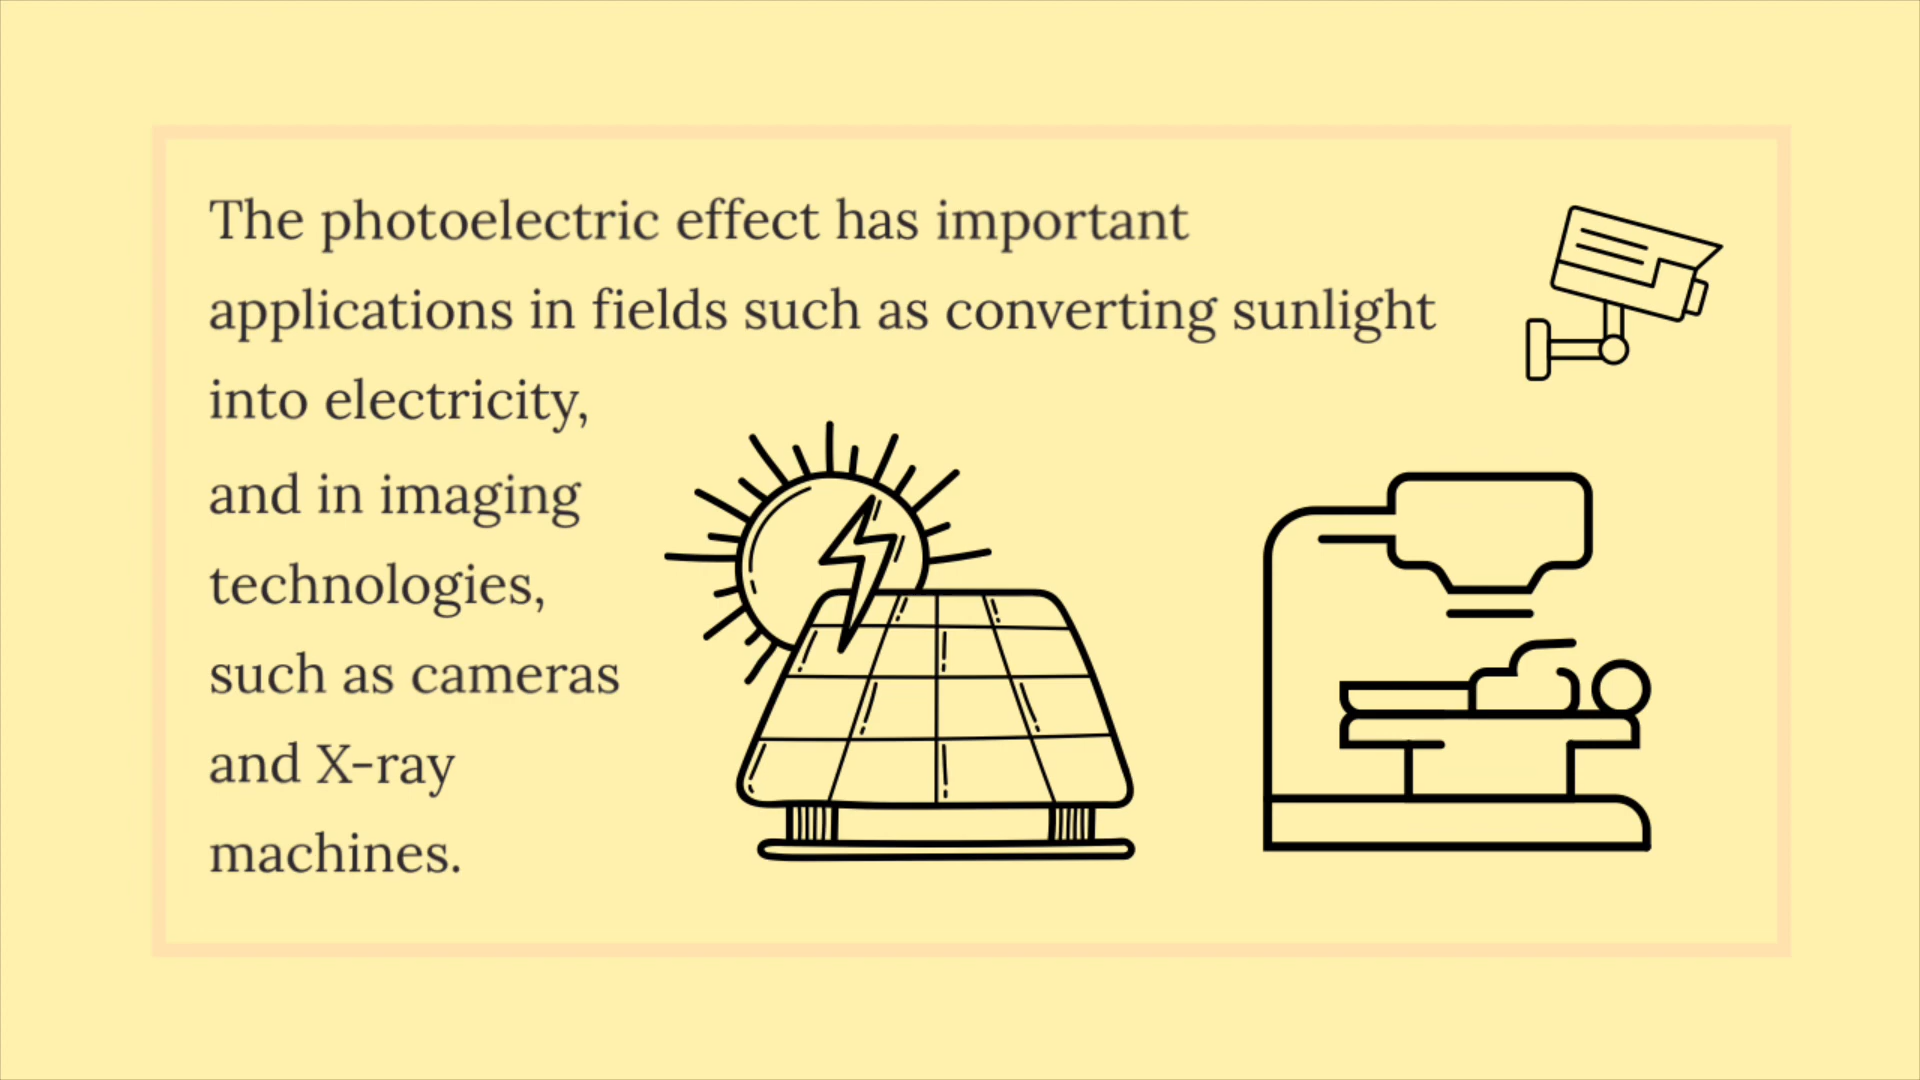 The photoelectric effect has important
applications in fields such as converting sunlight
into electricity,
and in imaging
technologies,
such as cameras
and X-ray
machines.